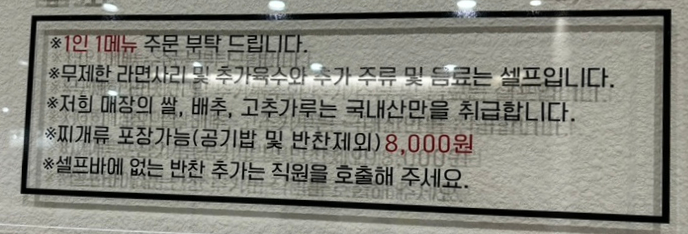 ※1인 1메뉴 주문 부탁 드립니다.
※무제한 라면사리 및 추가육수와 추가 주류 및 음료는 셀프입니다.
※저희 매장의 쌀, 배추, 고추가루는 국내산만을 취급합니다.
※찌개류 포장가능(공기밥 및 반찬제외) 8,000원
※셀프바에 없는 반찬 추가는 직원을 호출해 주세요.